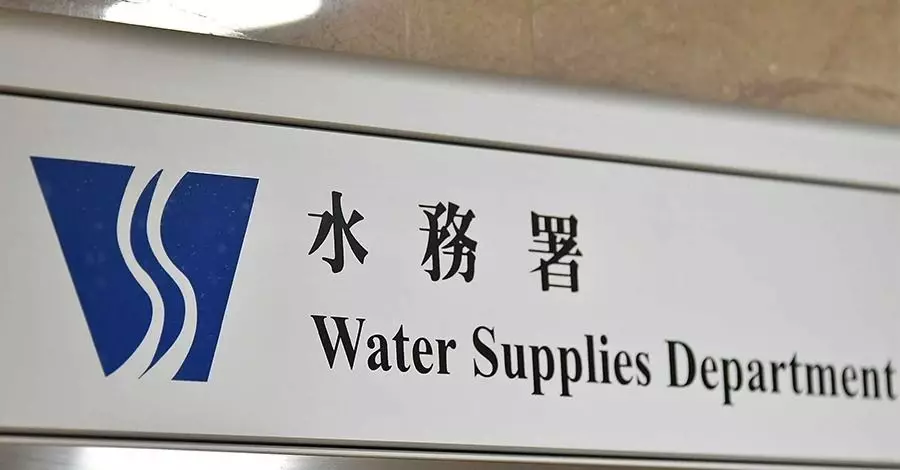 水務署
Water Supplies Department